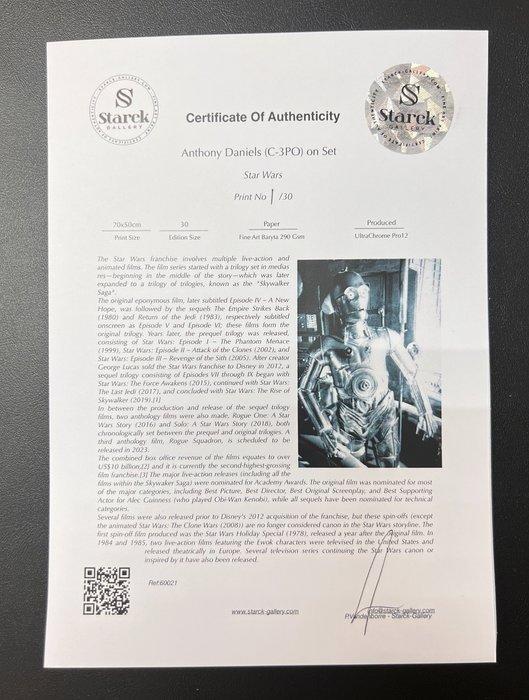 SS
Starck
GALLERY
Certificate Of Authenticity
SS
Starck
GALLERY
Anthony Daniels (C-3PO) on Set
Star Wars
Print No 1 /30
70x50cm
Print Size
30
Edition Size
Paper
Fine Art Baryta 290 Gsm
Produced
UltraChrome Pro12
The Star Wars franchise involves multiple live-action and
animated films. The film series started with a trilogy set in medias
res—beginning in the middle of the story—which was later
expanded to a trilogy of trilogies, known as the "Skywalker
Saga".
The original eponymous film, later subtitled Episode IV – A New
Hope, was followed by the sequels The Empire Strikes Back
(1980) and Return of the Jedi (1983), respectively subtitled
onscreen as Episode V and Episode VI; these films form the
original trilogy. Years later, the prequel trilogy was released,
consisting of Star Wars: Episode I – The Phantom Menace
(1999), Star Wars: Episode II – Attack of the Clones (2002), and
Star Wars: Episode III – Revenge of the Sith (2005). After creator
George Lucas sold the Star Wars franchise to Disney in 2012, a
sequel trilogy consisting of Episodes VII through IX began with
Star Wars: The Force Awakens (2015), continued with Star Wars:
The Last Jedi (2017), and concluded with Star Wars: The Rise of
Skywalker (2019).[1]
In between the production and release of the sequel trilogy
films, two anthology films were also made, Rogue One: A Star
Wars Story (2016) and Solo: A Star Wars Story (2018), both
chronologically set between the prequel and original trilogies. A
third anthology film, Rogue Squadron, is scheduled to be
released in 2023.
The combined box office revenue of the films equates to over
US$10 billion,[2] and it is currently the second-highest-grossing
film franchise.[3] The major live-action releases (including all the
films within the Skywaker Saga) were nominated for Academy Awards. The original film was nominated for most
of the major categories, including Best Picture, Best Director, Best Original Screenplay, and Best Supporting
Actor for Alec Guinness (who played Obi-Wan Kenobi), while all sequels have been nominated for technical
categories.
Several films were also released prior to Disney's 2012 acquisition of the franchise, but these spin-offs (except
the animated Star Wars: The Clone Wars (2008)) are no longer considered canon in the Star Wars storyline. The
first spin-off film produced was the Star Wars Holiday Special (1978), released a year after the original film. In
1984 and 1985, two live-action films featuring the Ewok characters were televised in the United States and
released theatrically in Europe. Several television series continuing the Star Wars canon or
inspired by it have also been released.
Ref:60021
www.starck-gallery.com
info@starck-gallery.com
P.Vandenborre - Starck-Gallery